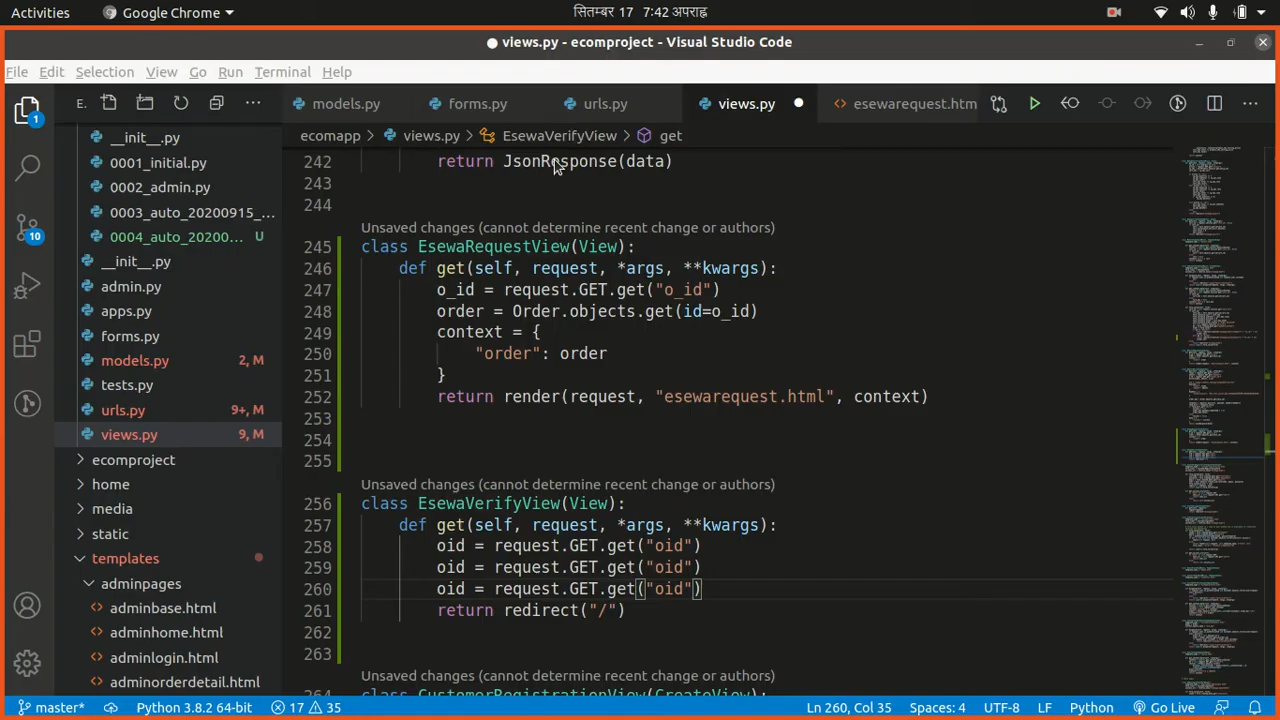 Activities
Google Chrome
सितम्बर 17 7:42 अपराह्न
● views.py - ecomproject - Visual Studio Code
File Edit Selection View Go Run Terminal Help
1
E.
models.py
forms.py
urls.py
views.py
esewarequest.htm
ecomapp > views.py > EsewaVerifyView > get
__init__.py
0001_initial.py
0002_admin.py
0003_auto_20200915_...
0004_auto_20200... U
__init__.py
admin.py
apps.py
forms.py
models.py 2, M
tests.py
urls.py 9+, M
views.py 9, M
ecomproject
home
media
static
templates
adminpages
adminbase.html
adminhome.html
adminlogin.html
adminorderdetail.html
10
242 return JsonResponse(data)
243
244
Unsaved changes (cannot determine recent change or authors)
245 class EsewaRequestView(View):
246 def get(self, request, *args, **kwargs):
247 o_id = request.GET.get("o_id")
248 order = Order.objects.get(id=o_id)
249 context = {
250 "order": order
251 }
252 return render(request, "esewarequest.html", context)
253
254
255
Unsaved changes (cannot determine recent change or authors)
256 class EsewaVerifyView(View):
257 def get(self, request, *args, **kwargs):
258 oid = request.GET.get("oid")
259 oid = request.GET.get("oid")
260 oid = request.GET.get("oid")
261 return redirect("/")
262
263
Unsaved changes (cannot determine recent change or authors)
264 class CustomerRegistrationView(CreateView):
master* Python 3.8.2 64-bit 17 35 Ln 260, Col 35 Spaces: 4 UTF-8 LF Python Go Live